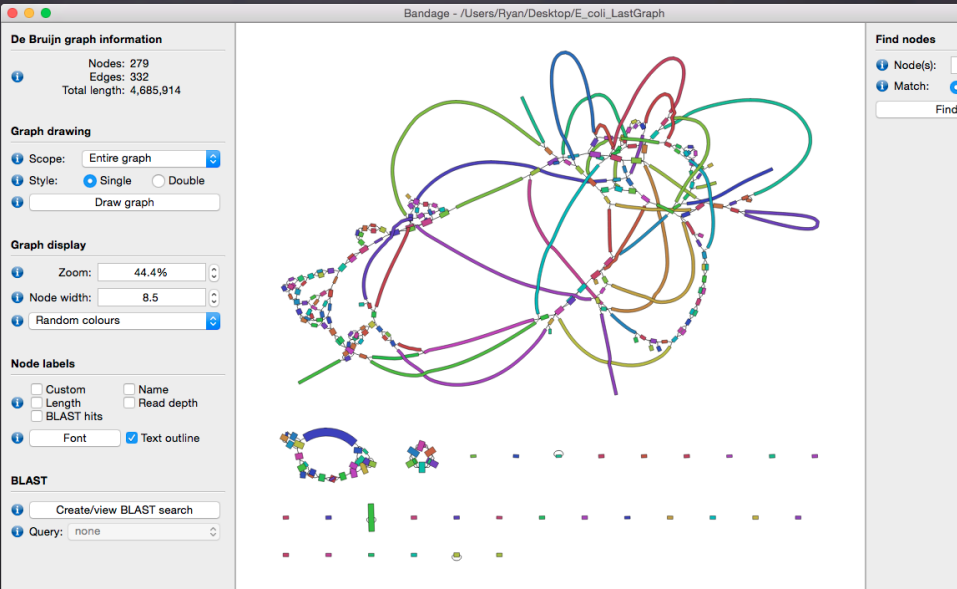 Bandage - /Users/Ryan/Desktop/E_coli_LastGraph
De Bruijn graph information
Nodes: 279
Edges: 332
Total length: 4,685,914
Graph drawing
Scope: Entire graph
Style: Single Double
Draw graph
Graph display
Zoom: 44.4%
Node width: 8.5
Random colours
Node labels
Custom Name
Length Read depth
BLAST hits
Font Text outline
BLAST
Create/view BLAST search
Query: none
Find nodes
Node(s):
Match:
Find